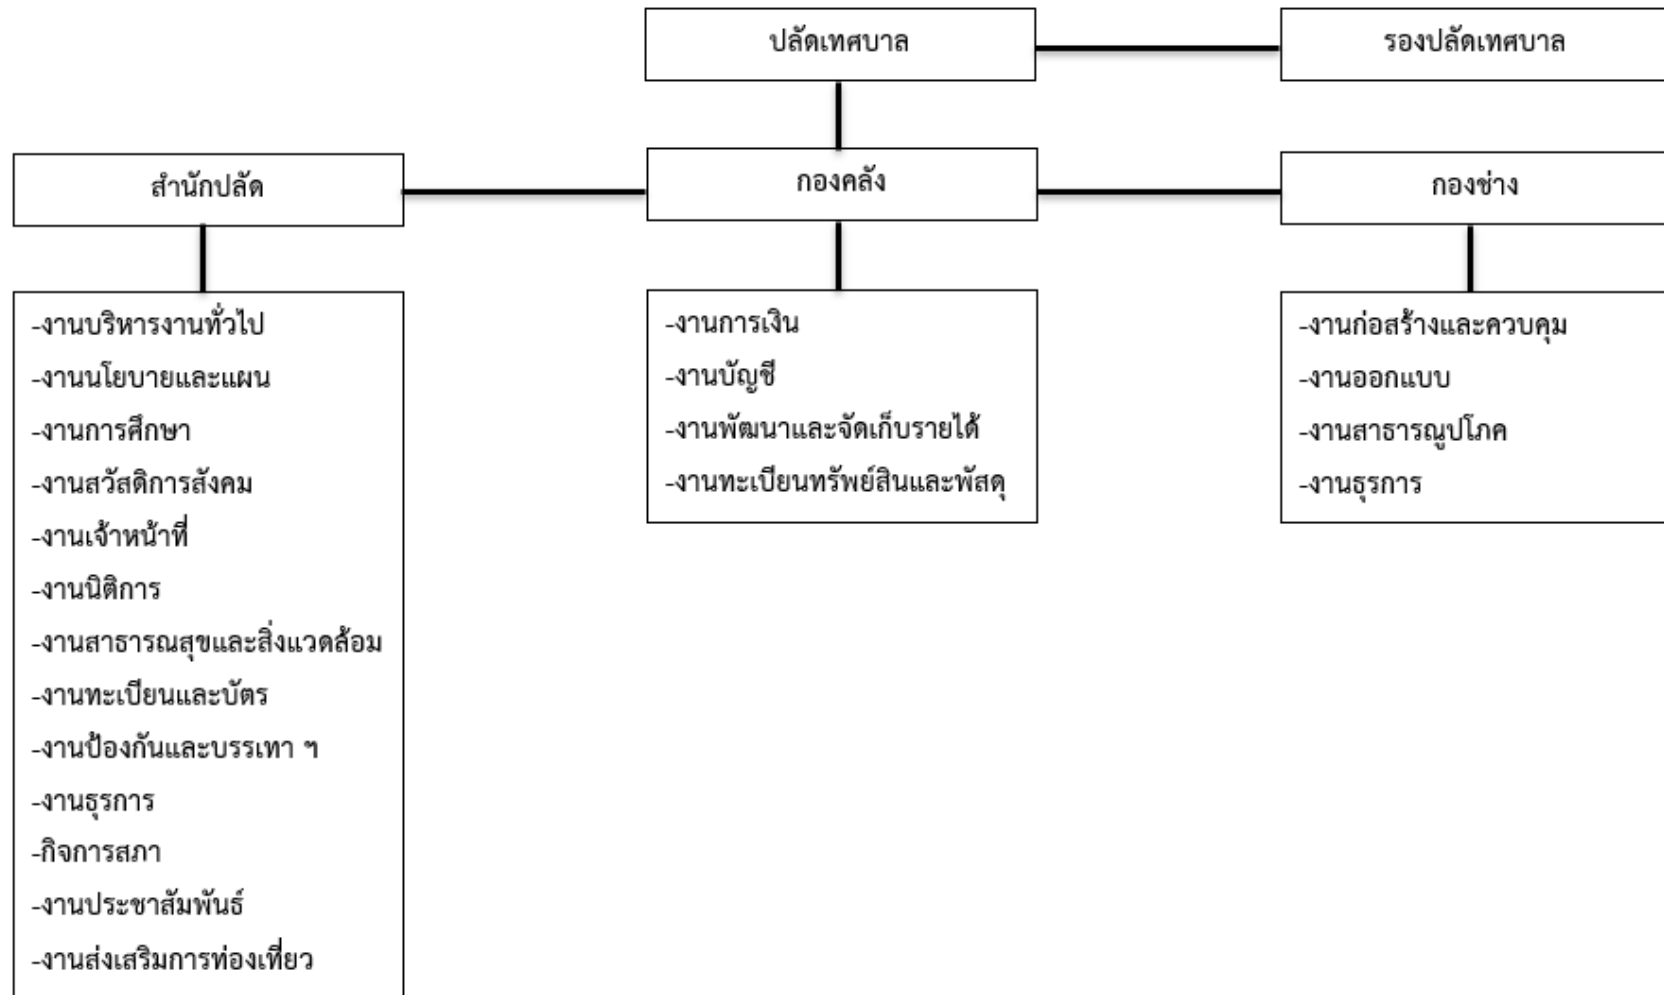 ปลัดเทศบาล
รองปลัดเทศบาล
สำนักปลัด
กองคลัง
กองช่าง
-งานบริหารงานทั่วไป
-งานนโยบายและแผน
-งานการศึกษา
-งานสวัสดิการสังคม
-งานเจ้าหน้าที่
-งานนิติการ
-งานสาธารณสุขและสิ่งแวดล้อม
-งานทะเบียนและบัตร
-งานป้องกันและบรรเทา ฯ
-งานธุรการ
-กิจการสภา
-งานประชาสัมพันธ์
-งานส่งเสริมการท่องเที่ยว
-งานการเงิน
-งานบัญชี
-งานพัฒนาและจัดเก็บรายได้
-งานทะเบียนทรัพย์สินและพัสดุ
-งานก่อสร้างและควบคุม
-งานออกแบบ
-งานสาธารณูปโภค
-งานธุรการ